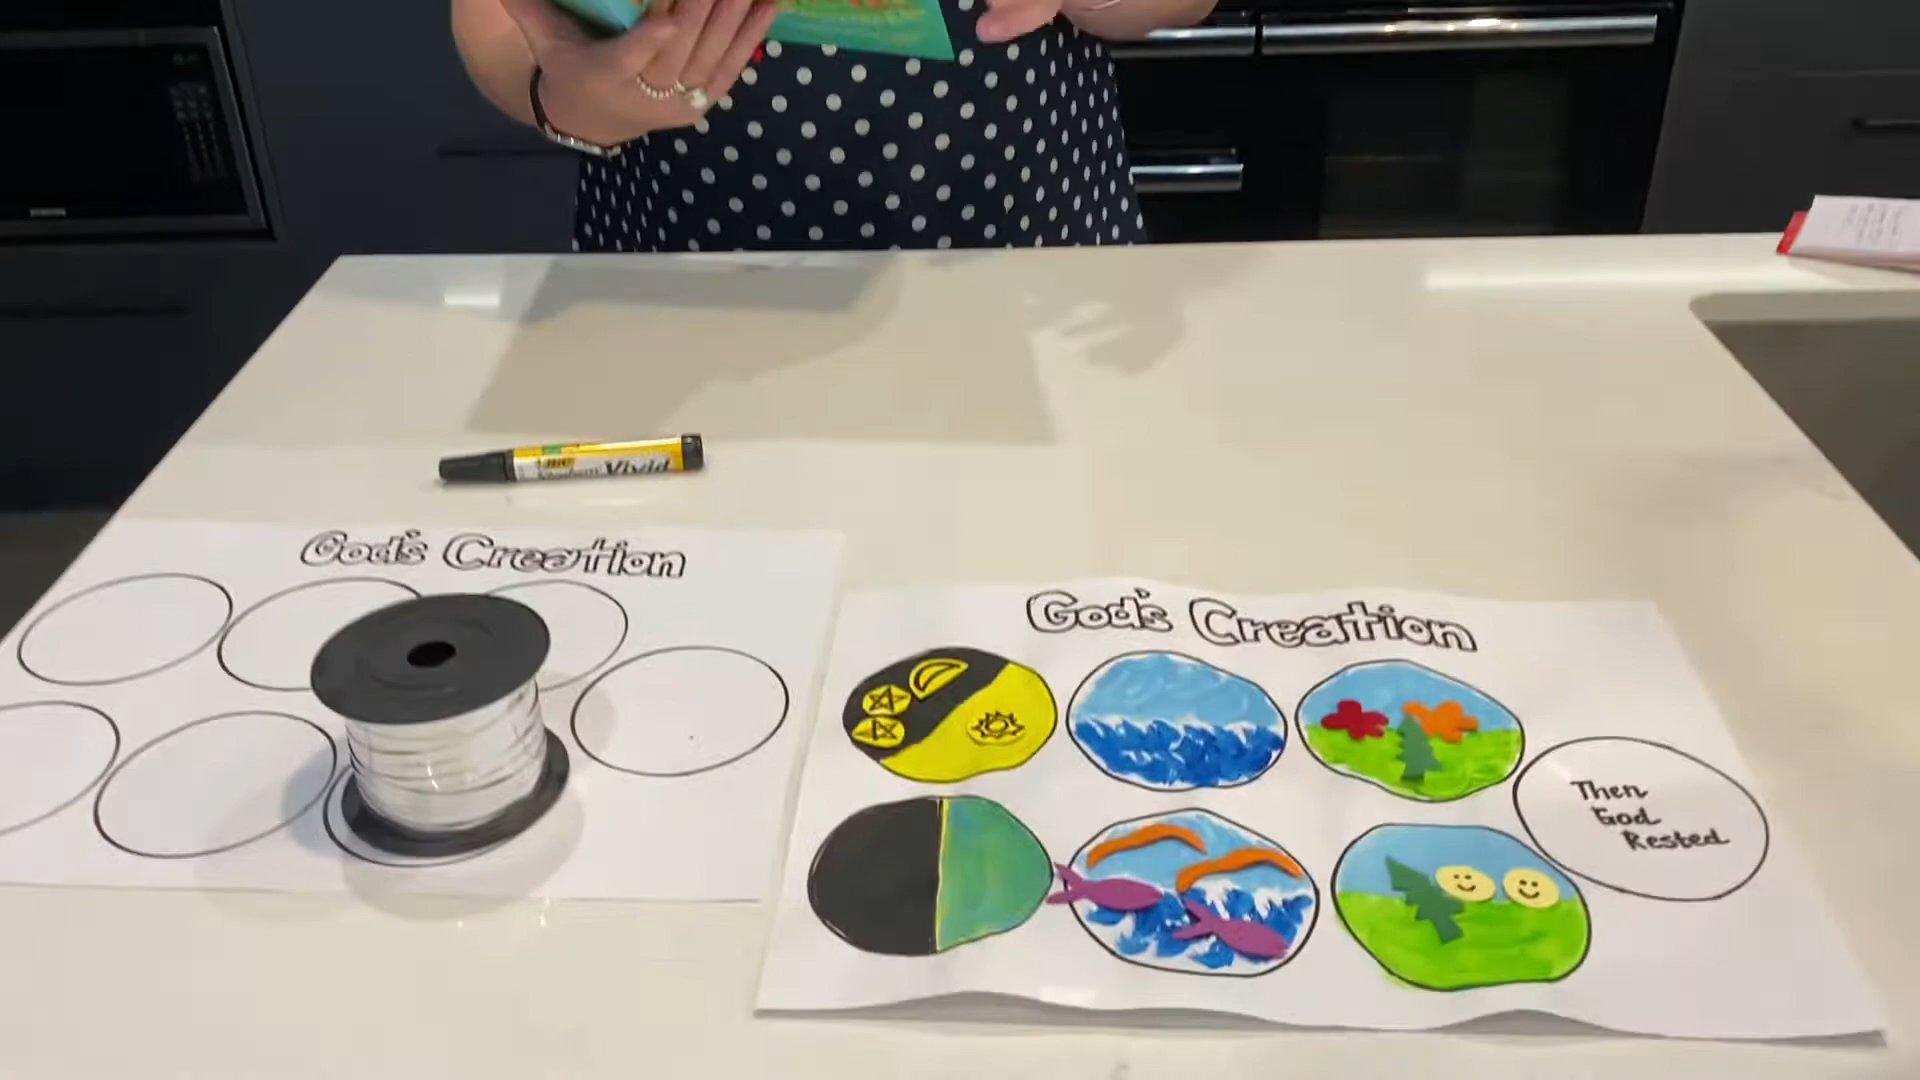 BIC
Vivid
God's Creation
God's Creation
Then
God
Rested